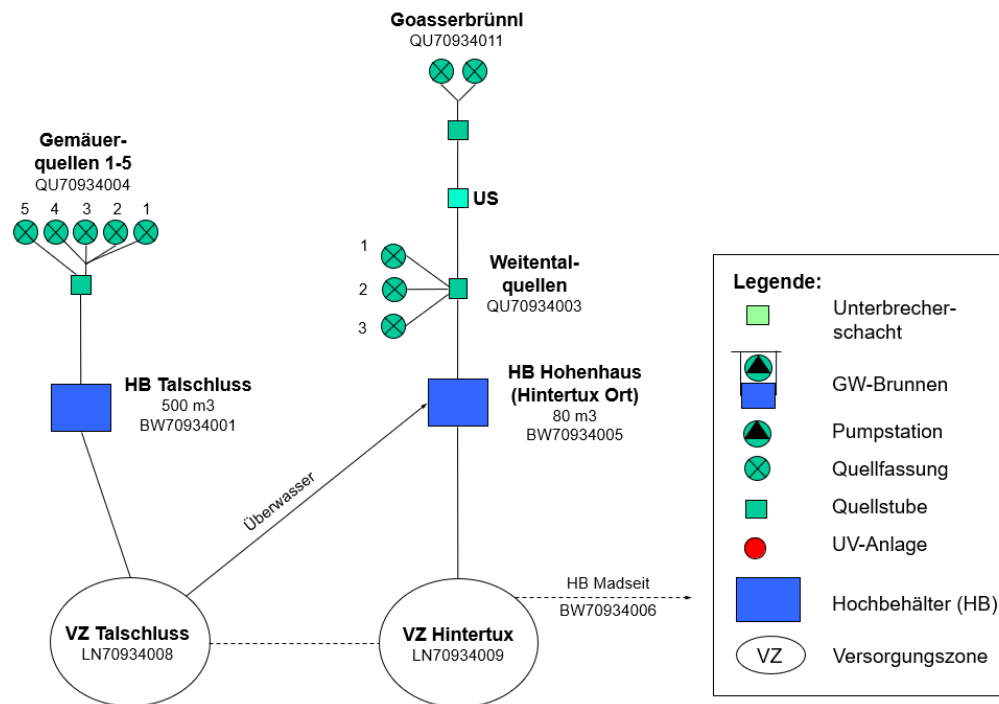 Goasserbrünnl
QU70934011
Gemäuer-
quellen 1-5
QU70934004
5 4 3 2 1
US
1
2
3
Weitental-
quellen
QU70934003
HB Talschluss
500 m3
BW70934001
HB Hohenhaus
(Hintertux Ort)
80 m3
BW70934005
Überwasser
VZ Talschluss
LN70934008
VZ Hintertux
LN70934009
HB Madseit
BW70934006
Legende:
Unterbrecher-
schacht
GW-Brunnen
Pumpstation
Quellfassung
Quellstube
UV-Anlage
Hochbehälter (HB)
VZ Versorgungszone